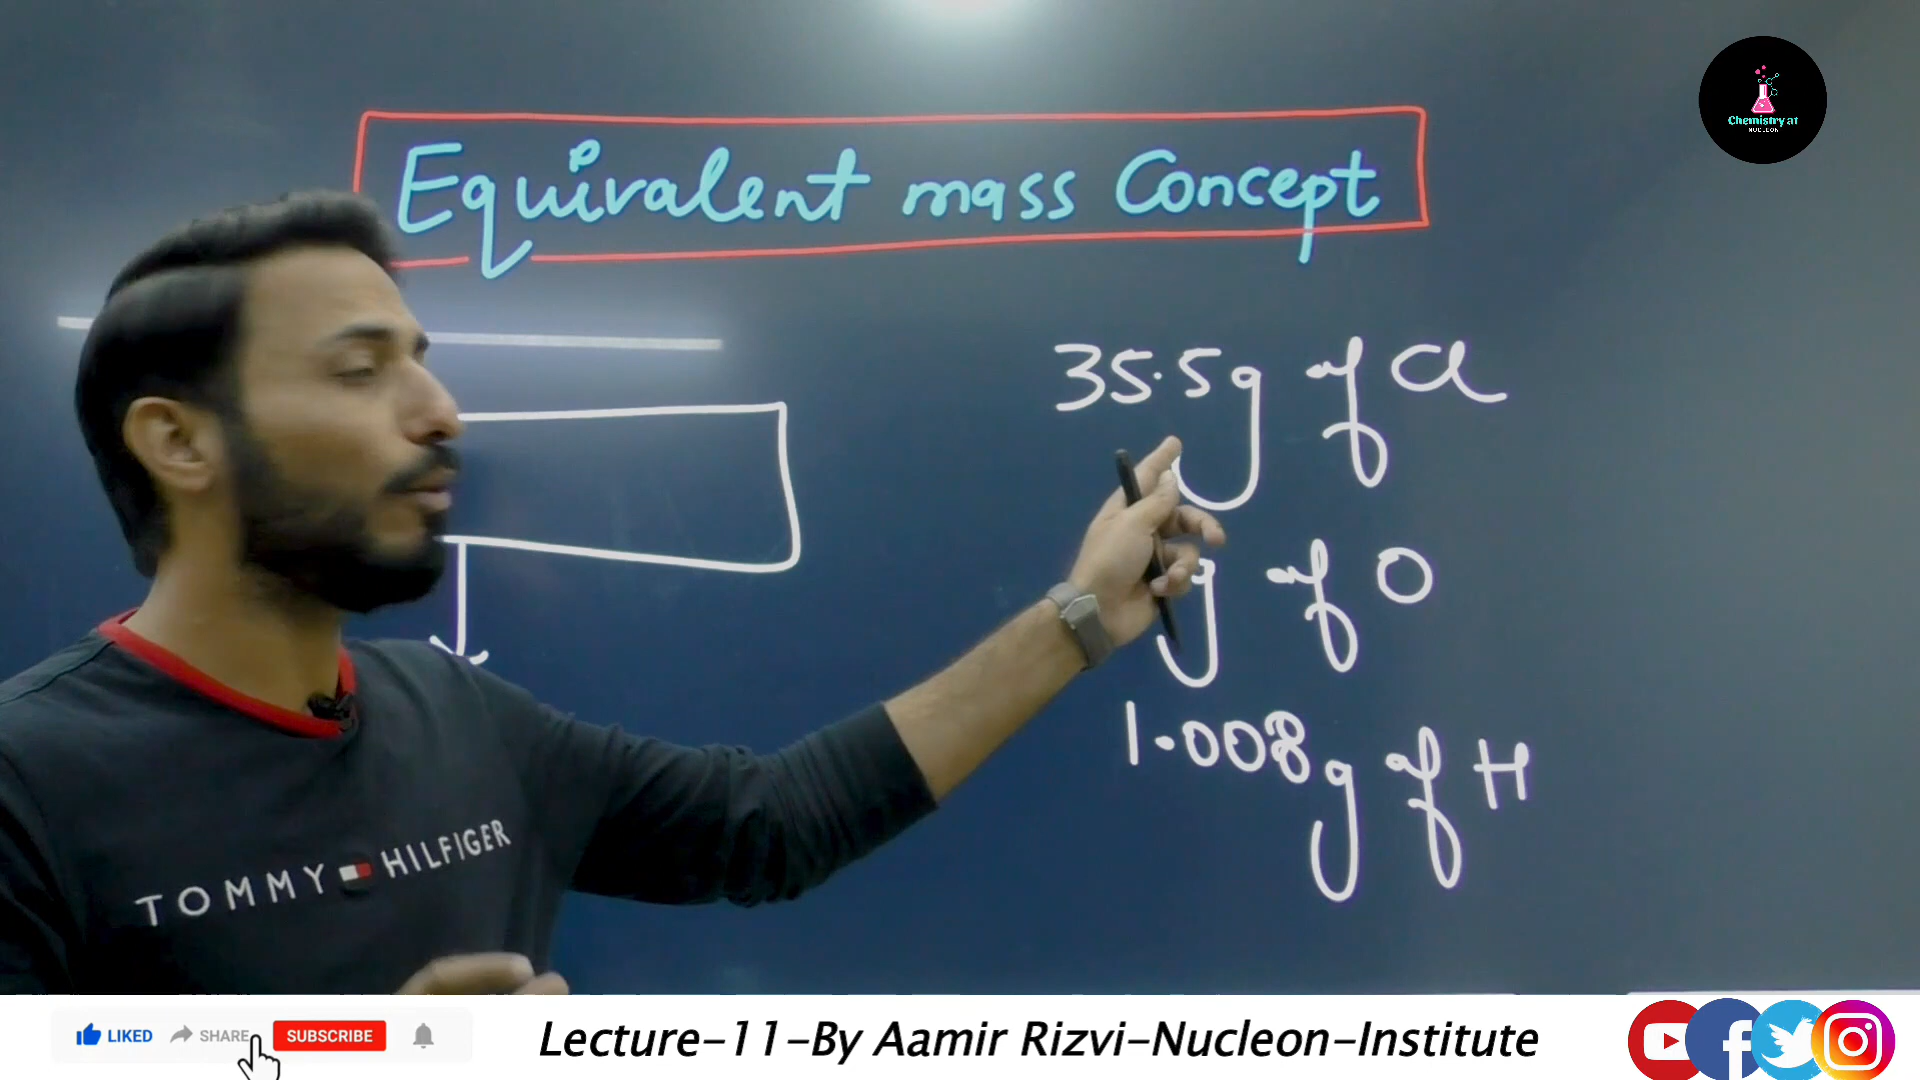 Equivalent mass Concept
35.5g of Cl
g of O
1.008g of H
Chemistry at
NUCLEON
TOMMY HILFIGER
LIKED SHARE SUBSCRIBE
Lecture-11-By Aamir Rizvi-Nucleon-Institute